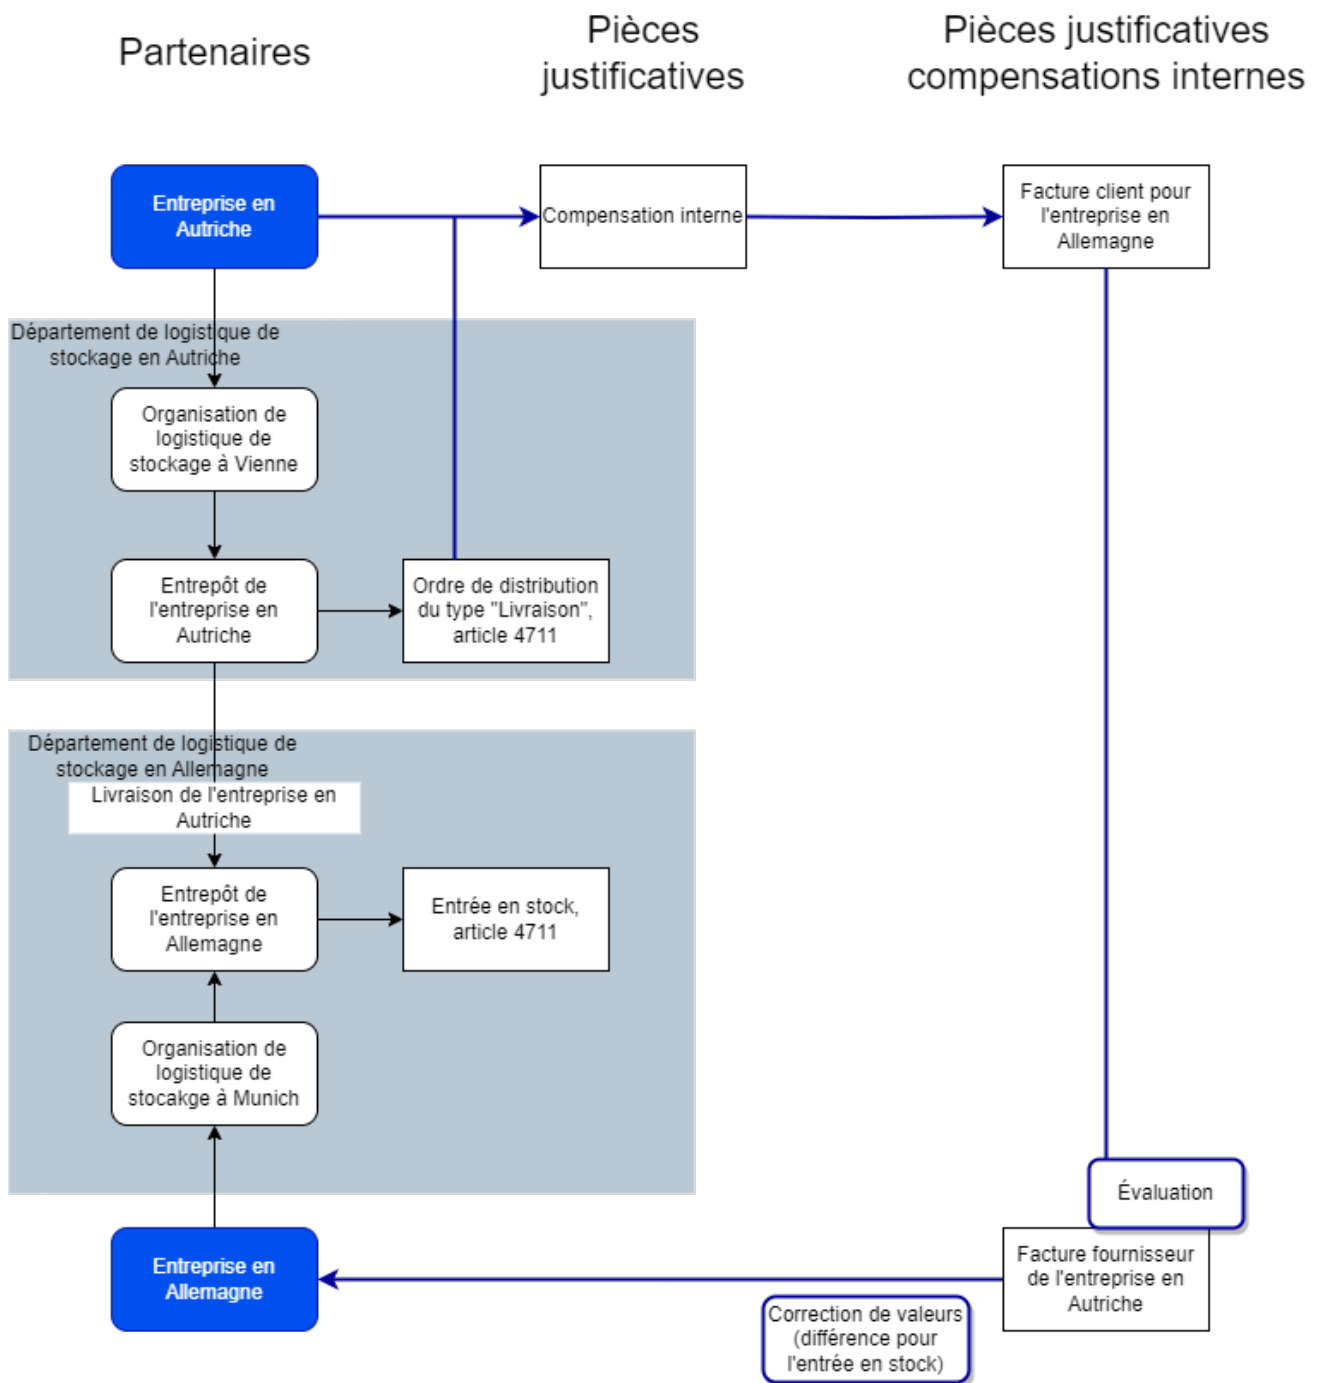 Partenaires
Pièces
justificatives
Pièces justificatives
compensations internes
Entreprise en
Autriche
Compensation interne
Facture client pour
l'entreprise en
Allemagne
Département de logistique de
stockage en Autriche
Organisation de
logistique de
stockage à Vienne
Entrepôt de
l'entreprise en
Autriche
Ordre de distribution
du type "Livraison",
article 4711
Département de logistique de
stockage en Allemagne
Livraison de l'entreprise en
Autriche
Entrepôt de
l'entreprise en
Allemagne
Entrée en stock,
article 4711
Organisation de
logistique de
stocakge à Munich
Évaluation
Entreprise en
Allemagne
Facture fournisseur
de l'entreprise en
Autriche
Correction de valeurs
(différence pour
l'entrée en stock)